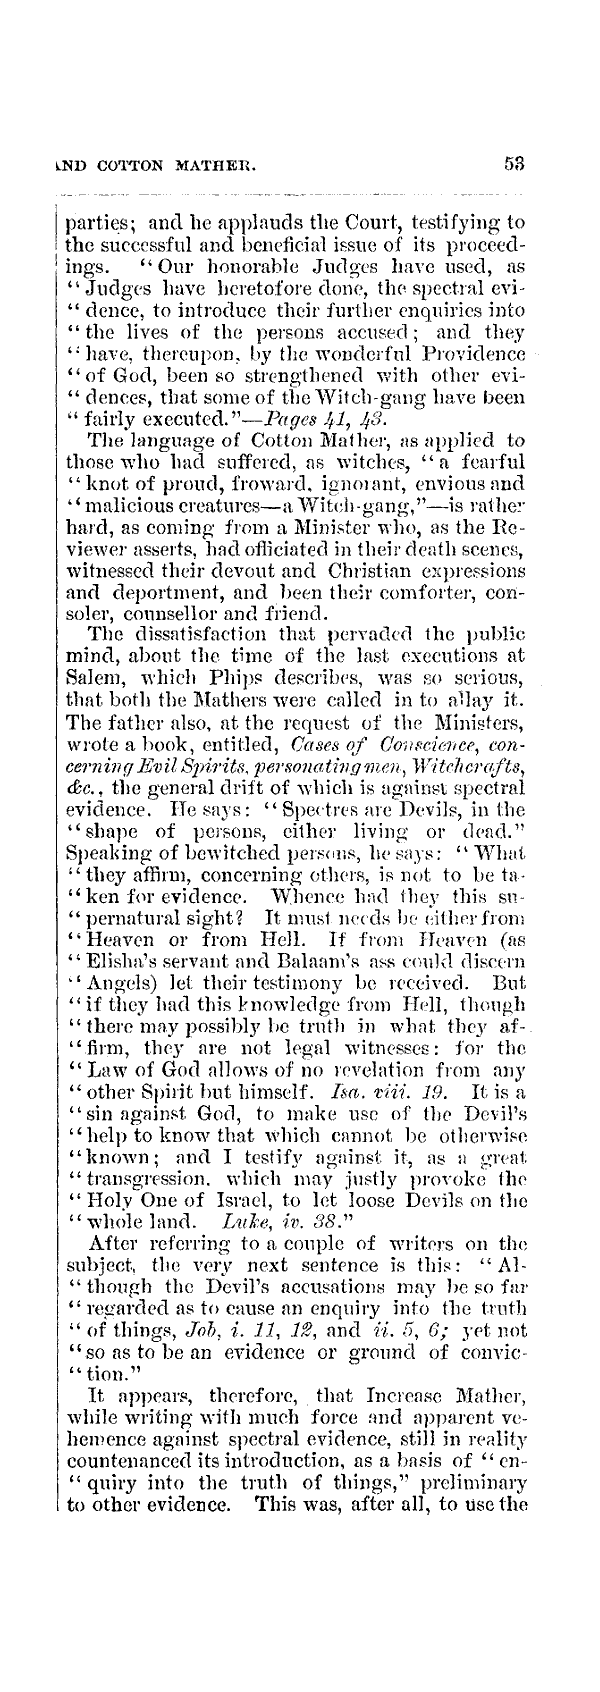 AND COTTON MATHER. 53
parties; and he applauds the Court, testifying to
the successful and beneficial issue of its proceed-
ings. "Our honorable Judges have used, as
"Judges have heretofore done, the spectral evi-
"dence, to introduce their further enquiries into
"the lives of the persons accused; and they
"have, thereupon, by the wonderful Providence
"of God, been so strengthened with other evi-
"dences, that some of the Witch-gang have been
"fairly executed."—Pages 41, 43.
The language of Cotton Mather, as applied to
those who had suffered, as witches, "a fearful
"knot of proud, froward, ignorant, envious and
"malicious creatures—a Witch-gang,"—is rather
hard, as coming from a Minister who, as the Re-
viewer asserts, had officiated in their death scenes,
witnessed their devout and Christian expressions
and deportment, and been their comforter, con-
soler, counsellor and friend.
The dissatisfaction that pervaded the public
mind, about the time of the last executions at
Salem, which Phips describes, was so serious,
that both the Mathers were called in to allay it.
The father also, at the request of the Ministers,
wrote a book, entitled, Cases of Conscience, con-
cerning Evil Spirits, personating men, Witchcrafts,
&c., the general drift of which is against spectral
evidence. He says: "Spectres are Devils, in the
"shape of persons, either living or dead."
Speaking of bewitched persons, he says: "What
"they affirm, concerning others, is not to be ta-
"ken for evidence. Whence had they this su-
"pernatural sight? It must needs be either from
"Heaven or from Hell. If from Heaven (as
"Elisha's servant and Balaam's ass could discern
"Angels) let their testimony be received. But
"if they had this knowledge from Hell, though
"there may possibly be truth in what they af-
"firm, they are not legal witnesses: for the
"Law of God allows of no revelation from any
"other Spirit but himself. Isa. viii. 19. It is a
"sin against God, to make use of the Devil's
"help to know that which cannot be otherwise
"known; and I testify against it, as a great
"transgression, which may justly provoke the
"Holy One of Israel, to let loose Devils on the
"whole land. Luke, iv. 38."
After referring to a couple of writers on the
subject, the very next sentence is this: "Al-
"though the Devil's accusations may be so far
"regarded as to cause an enquiry into the truth
"of things, Job, i. 11, 12, and ii. 5, 6; yet not
"so as to be an evidence or ground of convic-
"tion."
It appears, therefore, that Increase Mather,
while writing with much force and apparent ve-
hemence against spectral evidence, still in reality
countenanced its introduction, as a basis of "en-
"quiry into the truth of things," preliminary
to other evidence. This was, after all, to use the